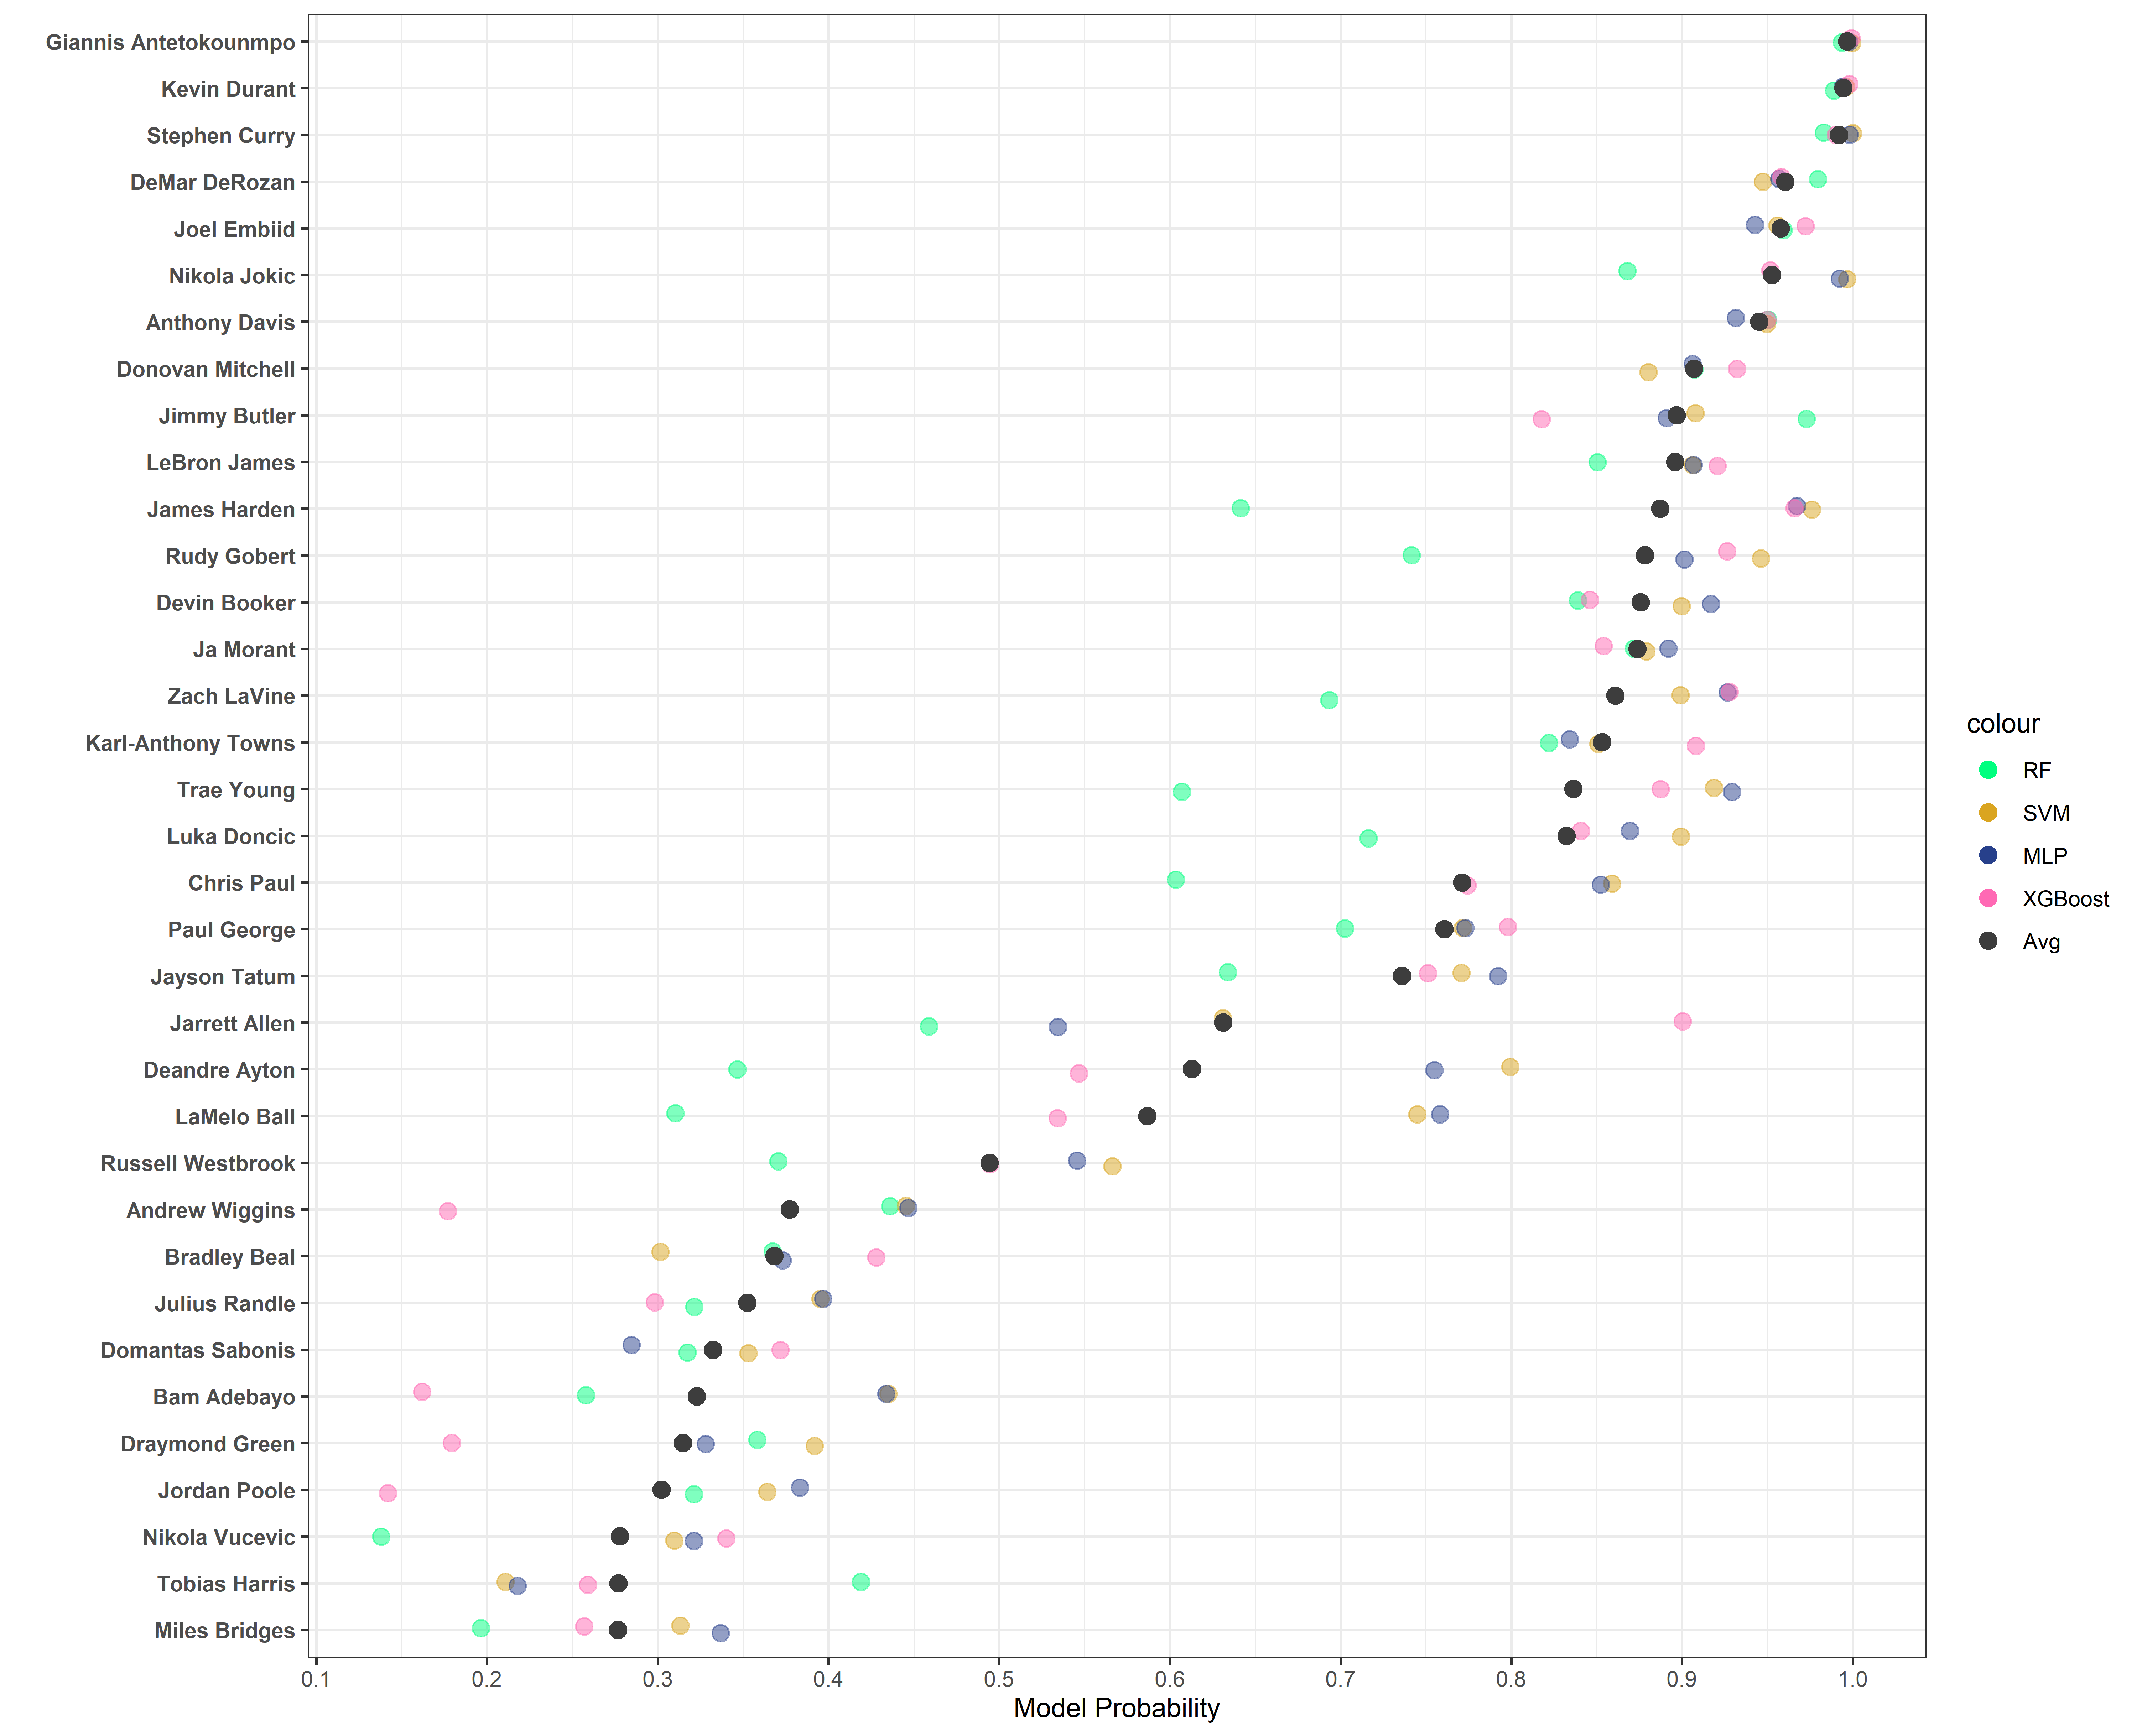 Giannis Antetokounmpo
Kevin Durant
Stephen Curry
DeMar DeRozan
Joel Embiid
Nikola Jokic
Anthony Davis
Donovan Mitchell
Jimmy Butler
LeBron James
James Harden
Rudy Gobert
Devin Booker
Ja Morant
Zach LaVine
Karl-Anthony Towns
Trae Young
Luka Doncic
Chris Paul
Paul George
Jayson Tatum
Jarrett Allen
Deandre Ayton
LaMelo Ball
Russell Westbrook
Andrew Wiggins
Bradley Beal
Julius Randle
Domantas Sabonis
Bam Adebayo
Draymond Green
Jordan Poole
Nikola Vucevic
Tobias Harris
Miles Bridges
0.1 0.2 0.3 0.4 0.5 0.6 0.7 0.8 0.9 1.0
Model Probability
colour
RF
SVM
MLP
XGBoost
Avg